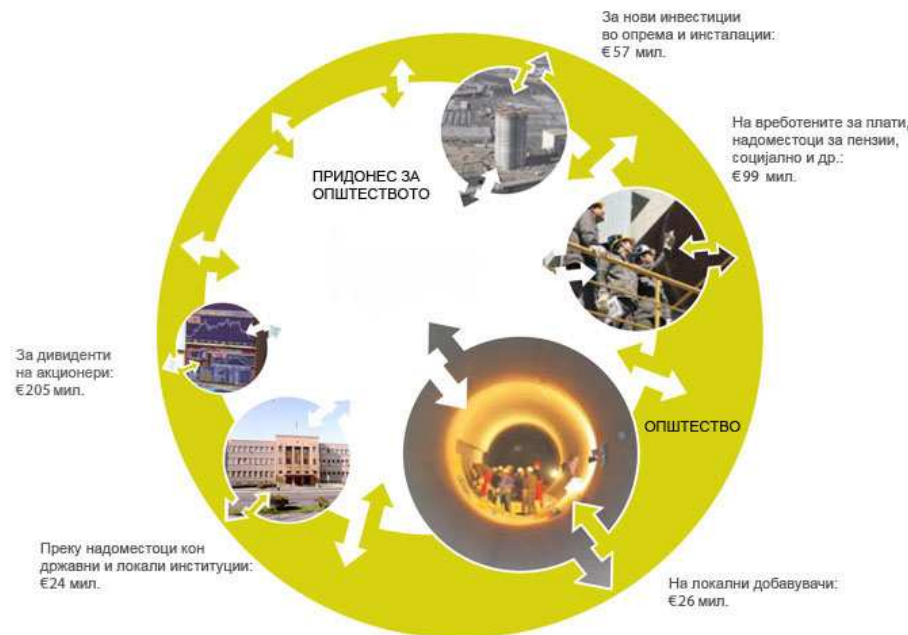 За нови инвестиции
во опрема и инсталации:
€57 мил.
На вреботените за плати,
надоместоци за пензии,
социјално и др.:
€99 мил.
ПРИДОНЕС ЗА
ОПШТЕСТВОТО
За дивиденти
на акционери:
€205 мил.
ОПШТЕСТВО
Преку надоместоци кон
државни и локали институции:
€24 мил.
На локални добавувачи:
€26 мил.